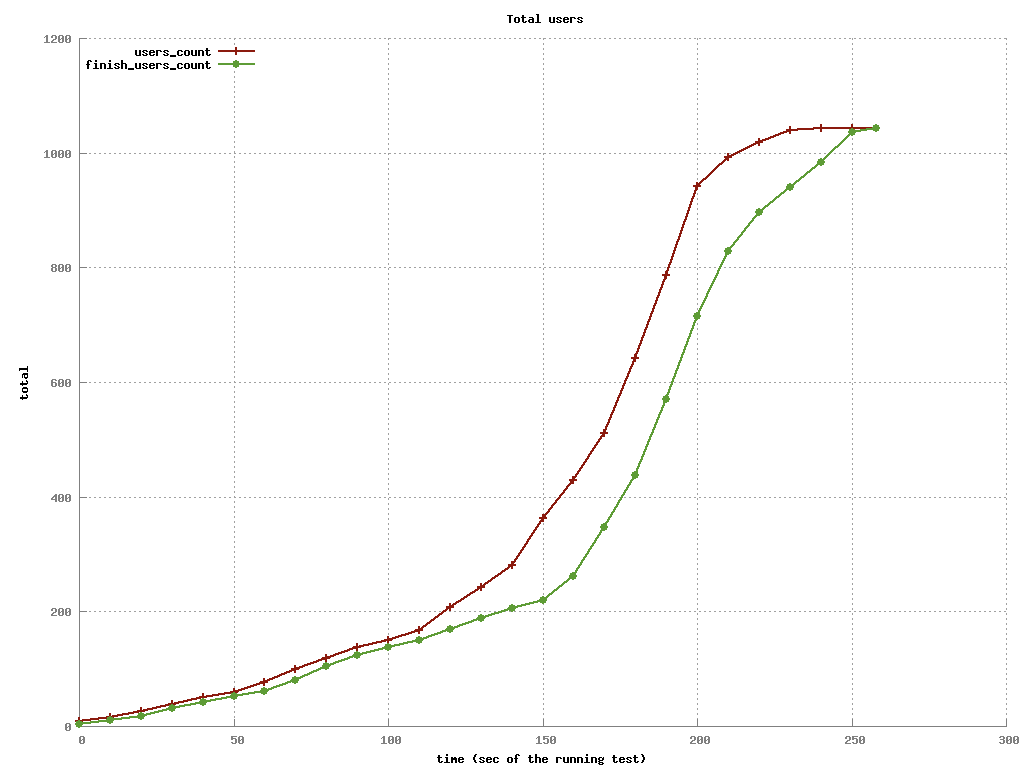 Total users
users_count
finish_users_count
1200
1000
800
600
400
200
0
total
0 50 100 150 200 250 300
time (sec of the running test)